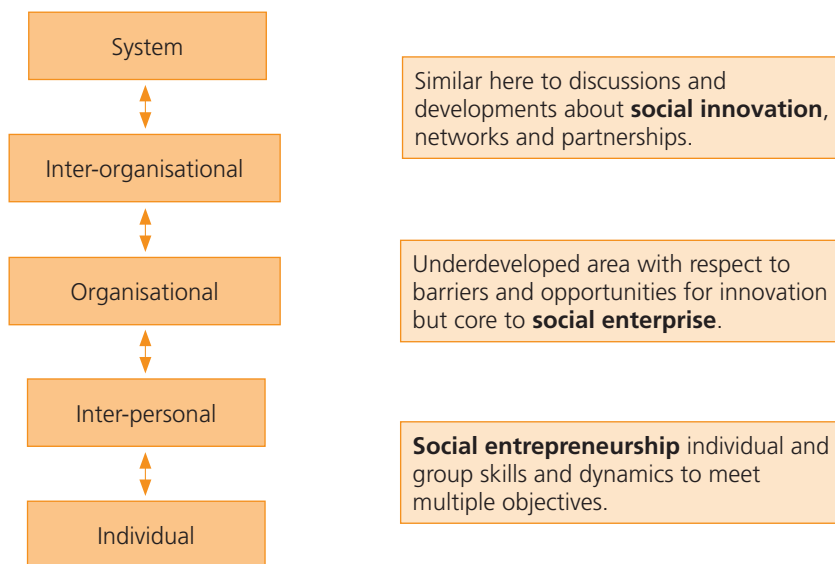 System
Similar here to discussions and
developments about social innovation,
networks and partnerships.
Inter-organisational
Organisational
Underdeveloped area with respect to
barriers and opportunities for innovation
but core to social enterprise.
Inter-personal
Social entrepreneurship individual and
group skills and dynamics to meet
multiple objectives.
Individual